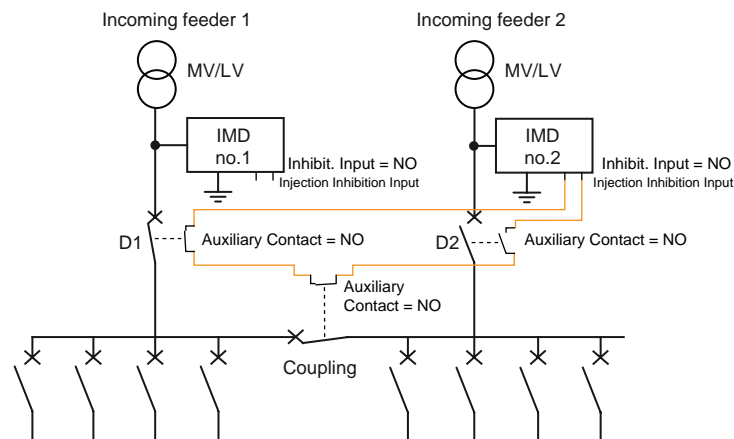 Incoming feeder 1
Incoming feeder 2
MV/LV
MV/LV
IMD
no.1
IMD
no.2
Inhibit. Input = NO
Injection Inhibition Input
Inhibit. Input = NO
Injection Inhibition Input
D1
Auxiliary Contact = NO
D2
Auxiliary Contact = NO
Auxiliary
Contact = NO
Coupling